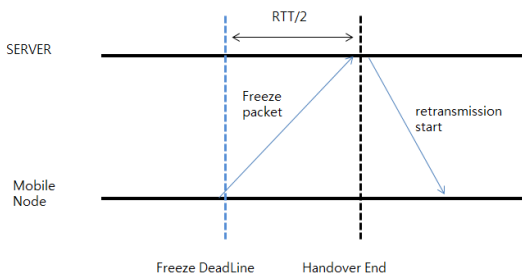 RTT/2
SERVER
Freeze
packet
retransmission
start
Mobile
Node
Freeze DeadLine
Handover End